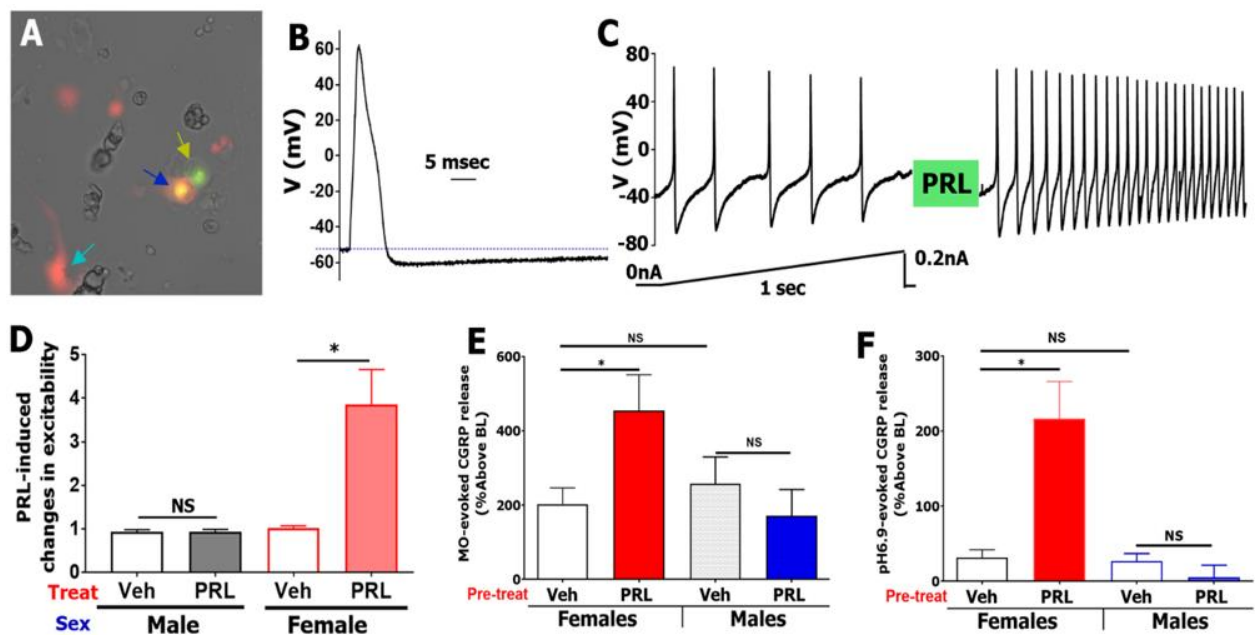 A
B
V (mV)
60
40
20
0
-20
-40
-60
5 msec
C
V (mV)
80
40
0
-40
-80
PRL
0nA
1 sec
0.2nA
D
PRL-induced
changes in excitability
5
4
3
2
1
0
NS
*
Treat Veh PRL Veh PRL
Sex Male Female
E
MO-evoked CGRP release
(%Above BL)
600
400
200
0
NS
*
NS
Pre-treat Veh PRL Veh PRL
Females Males
F
pH6.9-evoked CGRP release
(%Above BL)
300
200
100
0
NS
*
NS
Pre-treat Veh PRL Veh PRL
Females Males